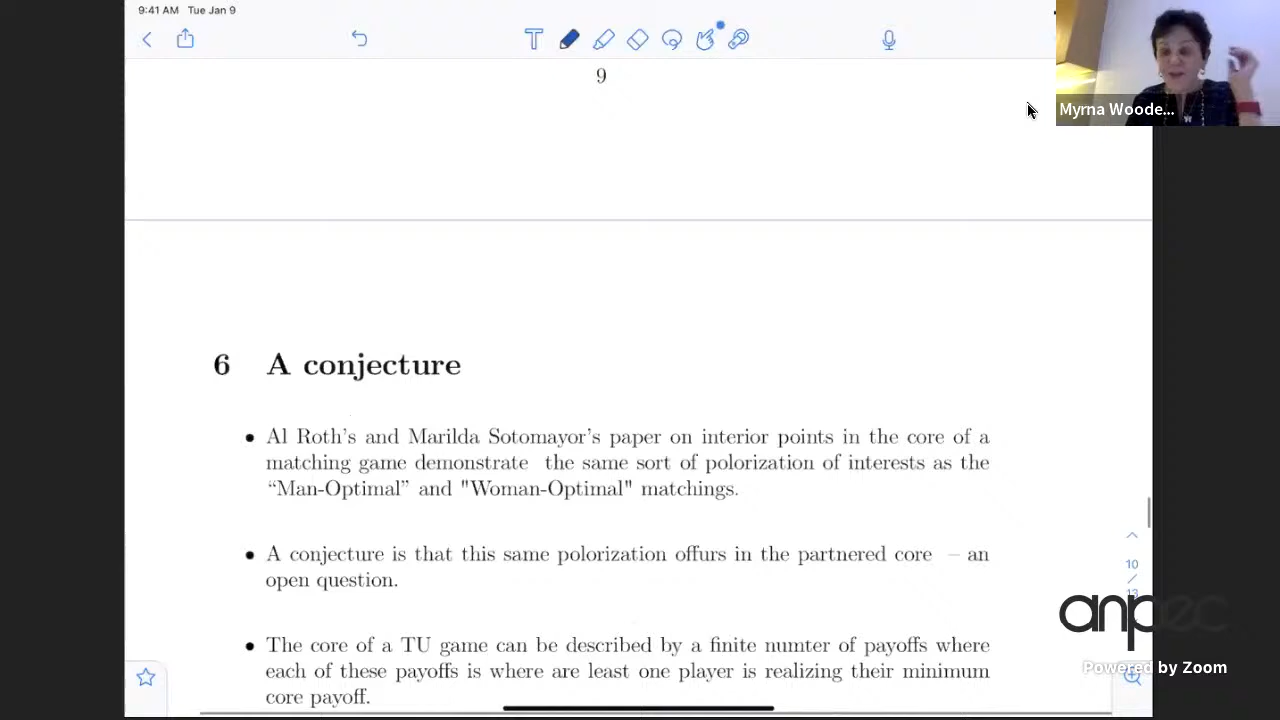 9:41 AM Tue Jan 9
9
Myrna Woode...
6 A conjecture
• Al Roth's and Marilda Sotomayor's paper on interior points in the core of a
matching game demonstrate the same sort of polorization of interests as the
“Man-Optimal” and "Woman-Optimal" matchings.
• A conjecture is that this same polorization offurs in the partnered core – an
open question.
10
/
13
anpec
• The core of a TU game can be described by a finite numter of payoffs where
each of these payoffs is where are least one player is realizing their minimum
core payoff.
Powered by Zoom